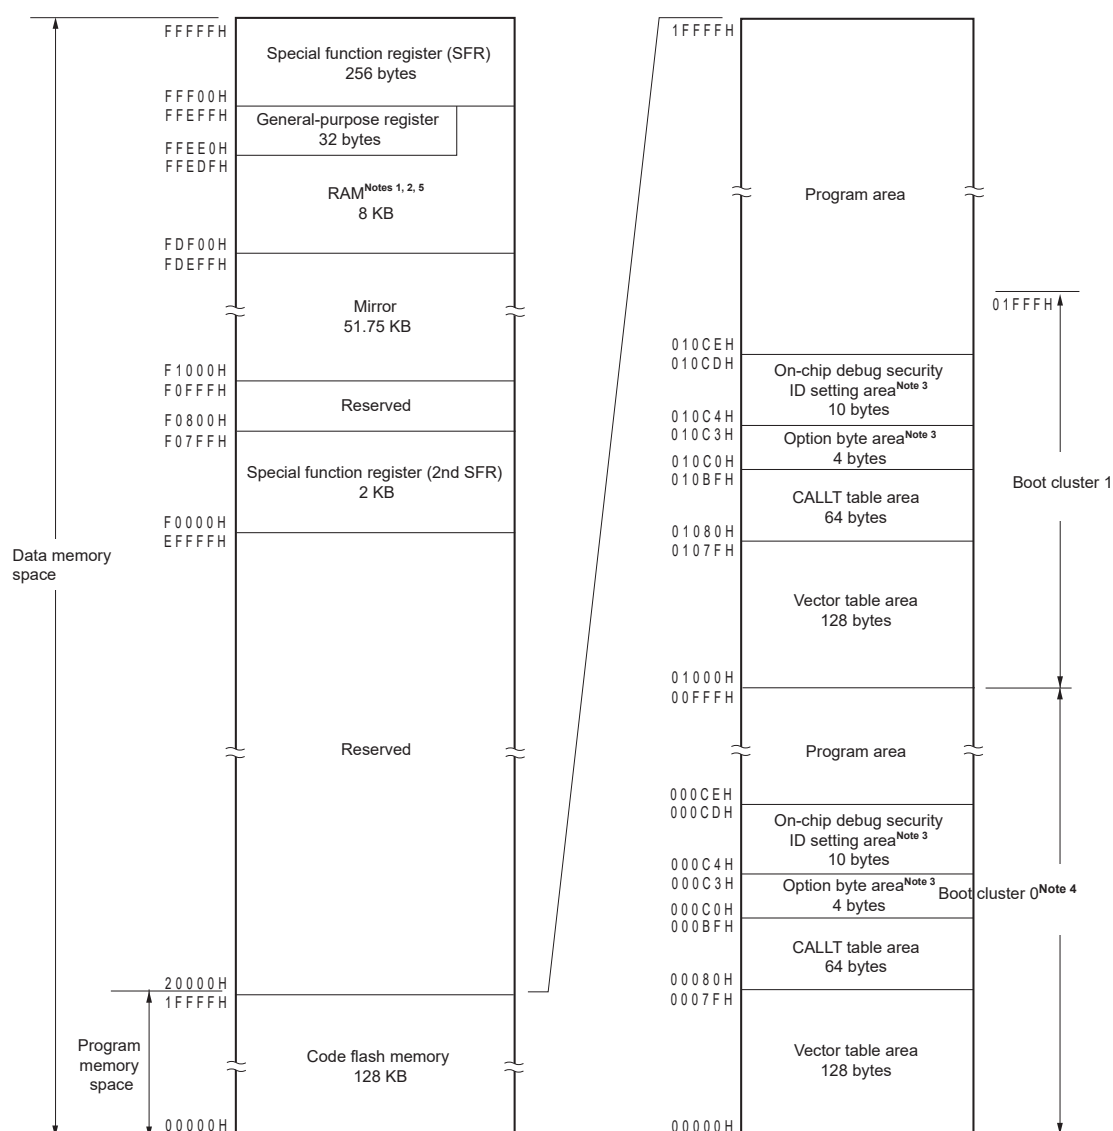 FFFFFH
Special function register (SFR)
256 bytes
FFF00H
FFEFFH
General-purpose register
32 bytes
FFEE0H
FFEDFH
RAMNotes 1, 2, 5
8 KB
FDF00H
FDEFFH
Mirror
51.75 KB
F1000H
F0FFFH
Reserved
F0800H
F07FFH
Special function register (2nd SFR)
2 KB
F0000H
EFFFFH
Data memory
space
Reserved
20000H
1FFFFH
Program
memory
space
Code flash memory
128 KB
00000H
1FFFFH
Program area
01FFFH
010CEH
010CDH
On-chip debug security
ID setting areaNote 3
10 bytes
010C4H
010C3H
Option byte areaNote 3
4 bytes
010C0H
010BFH
Boot cluster 1
CALLT table area
64 bytes
01080H
0107FH
Vector table area
128 bytes
01000H
00FFFH
Program area
000CEH
000CDH
On-chip debug security
ID setting areaNote 3
10 bytes
000C4H
000C3H
Option byte areaNote 3
4 bytes
Boot cluster 0Note 4
000C0H
000BFH
CALLT table area
64 bytes
00080H
0007FH
Vector table area
128 bytes
00000H